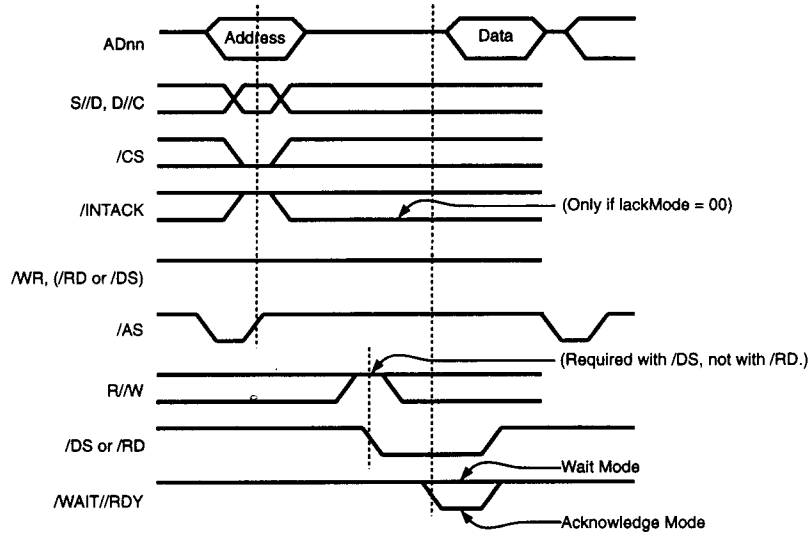 ADnn
Address
Data
S//D, D//C
/CS
/INTACK
(Only if lackMode = 00)
/WR, (/RD or /DS)
/AS
(Required with /DS, not with /RD.)
R//W
/DS or /RD
Wait Mode
/WAIT//RDY
Acknowledge Mode